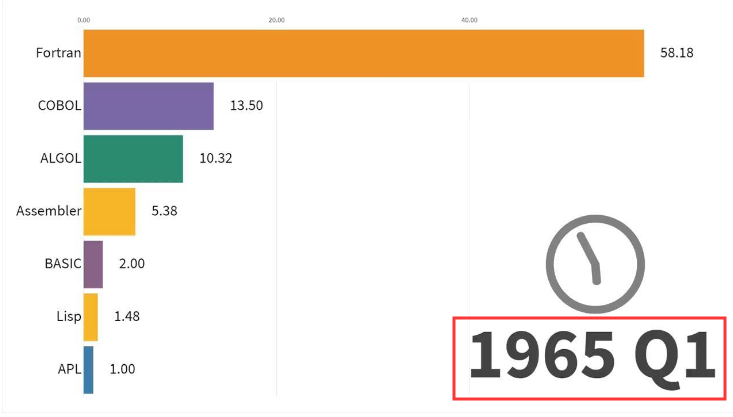 0.00 20.00 40.00
Fortran 58.18
COBOL 13.50
ALGOL 10.32
Assembler 5.38
BASIC 2.00
Lisp 1.48
APL 1.00
1965 Q1